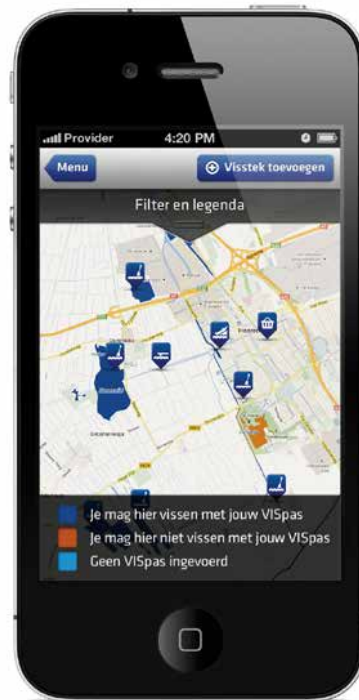 Provider
4:20 PM
Menu
Visstek toevoegen
Filter en legenda
Je mag hier vissen met jouw VISpas
Je mag hier niet vissen met jouw VISpas
Geen VISpas ingevoerd